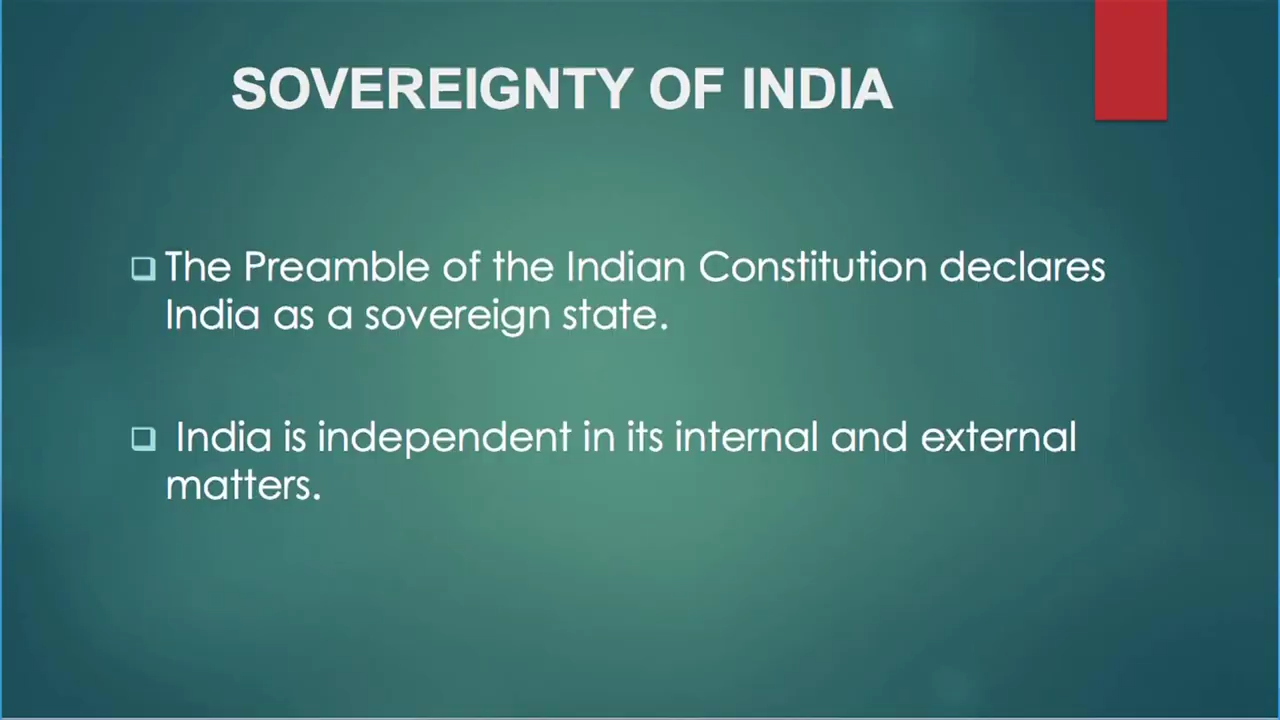 SOVEREIGNTY OF INDIA
❑ The Preamble of the Indian Constitution declares
India as a sovereign state.
❑ India is independent in its internal and external
matters.